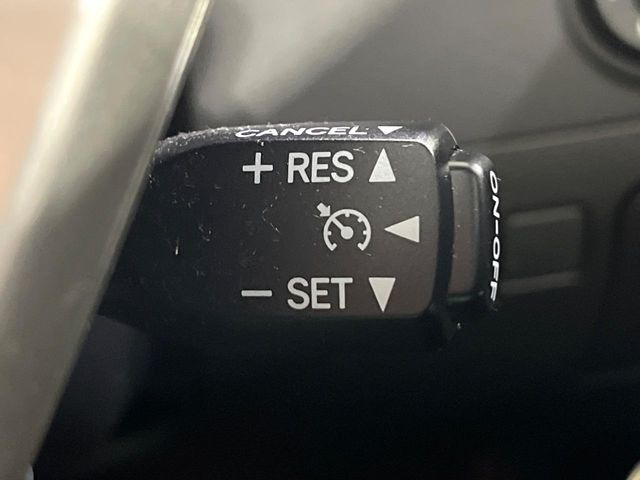 CANCEL ▼
+ RES ▲
◀
− SET ▼
ON-OFF